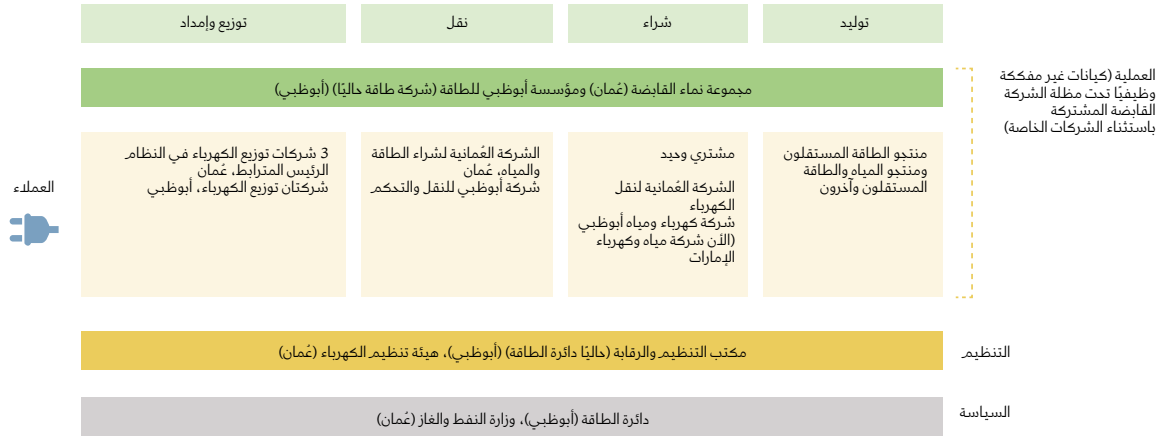 توليد
شراء
نقل
توزيع وإمداد
العملية (كيانات غير مفككة
وظيفيًا تحت مظلة الشركة
القابضة المشتركة
باستثناء الشركات الخاصة)
مجموعة نماء القابضة (عُمان) ومؤسسة أبوظبي للطاقة (شركة طاقة حاليًا) (أبوظبي)
منتجو الطاقة المستقلون
ومنتجو المياه والطاقة
المستقلون وآخرون
مشتري وحيد
الشركة العُمانية لنقل
الكهرباء
شركة كهرباء ومياه أبوظبي
(الأن شركة مياه وكهرباء
الإمارات
الشركة العُمانية لشراء الطاقة
والمياه، عُمان
شركة أبوظبي للنقل والتحكم
3 شركات توزيع الكهرباء في النظام
الرئيس المترابط، عُمان
شركتان توزيع الكهرباء، أبوظبي
العملاء
التنظيم
مكتب التنظيم والرقابة (حاليًا دائرة الطاقة) (أبوظبي)، هيئة تنظيم الكهرباء (عُمان)
السياسة
دائرة الطاقة (أبوظبي)، وزارة النفط والغاز (عُمان)